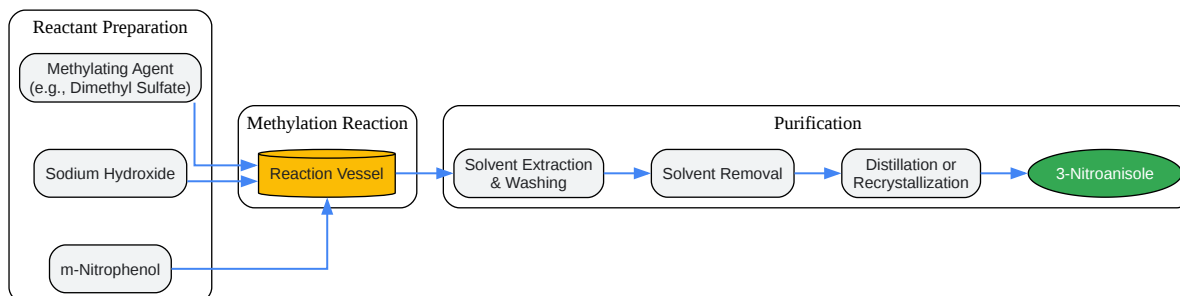 Reactant Preparation
Methylating Agent
(e.g., Dimethyl Sulfate)
Sodium Hydroxide
m-Nitrophenol
Methylation Reaction
Reaction Vessel
Purification
Solvent Extraction
& Washing
Solvent Removal
Distillation or
Recrystallization
3-Nitroanisole